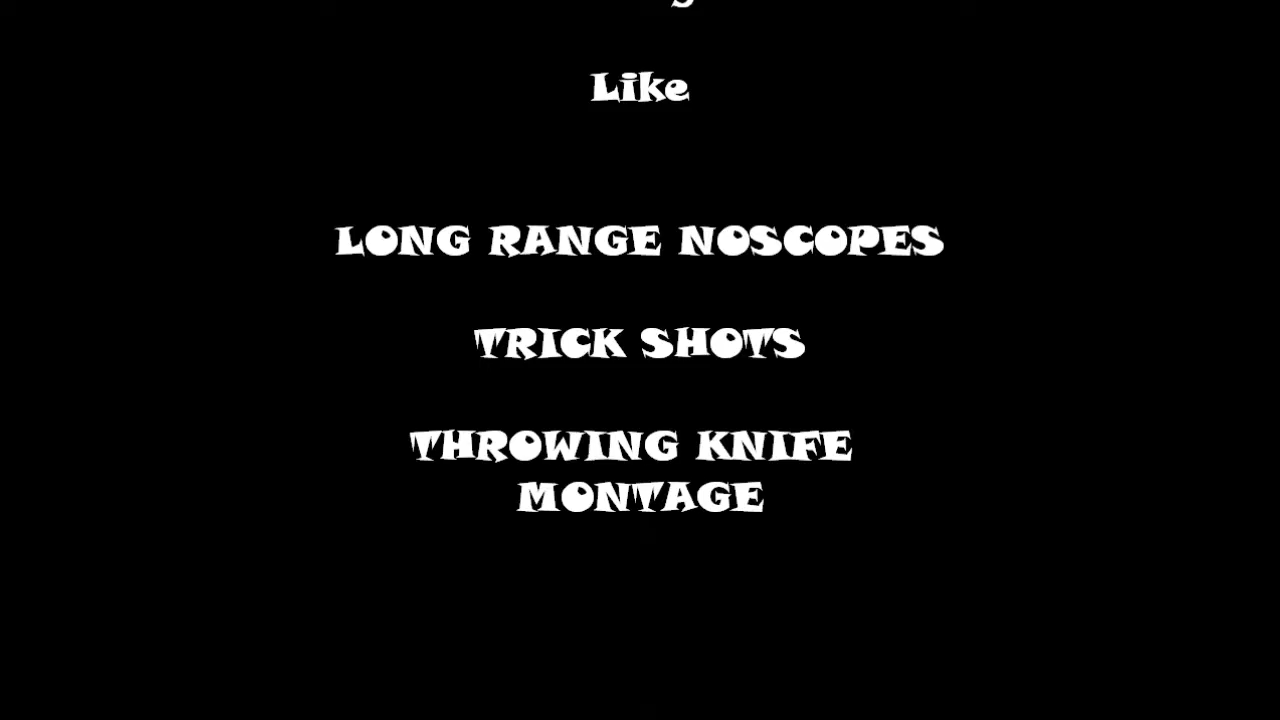 Like
LONG RANGE NOSCOPES
TRICK SHOTS
THROWING KNIFE
MONTAGE